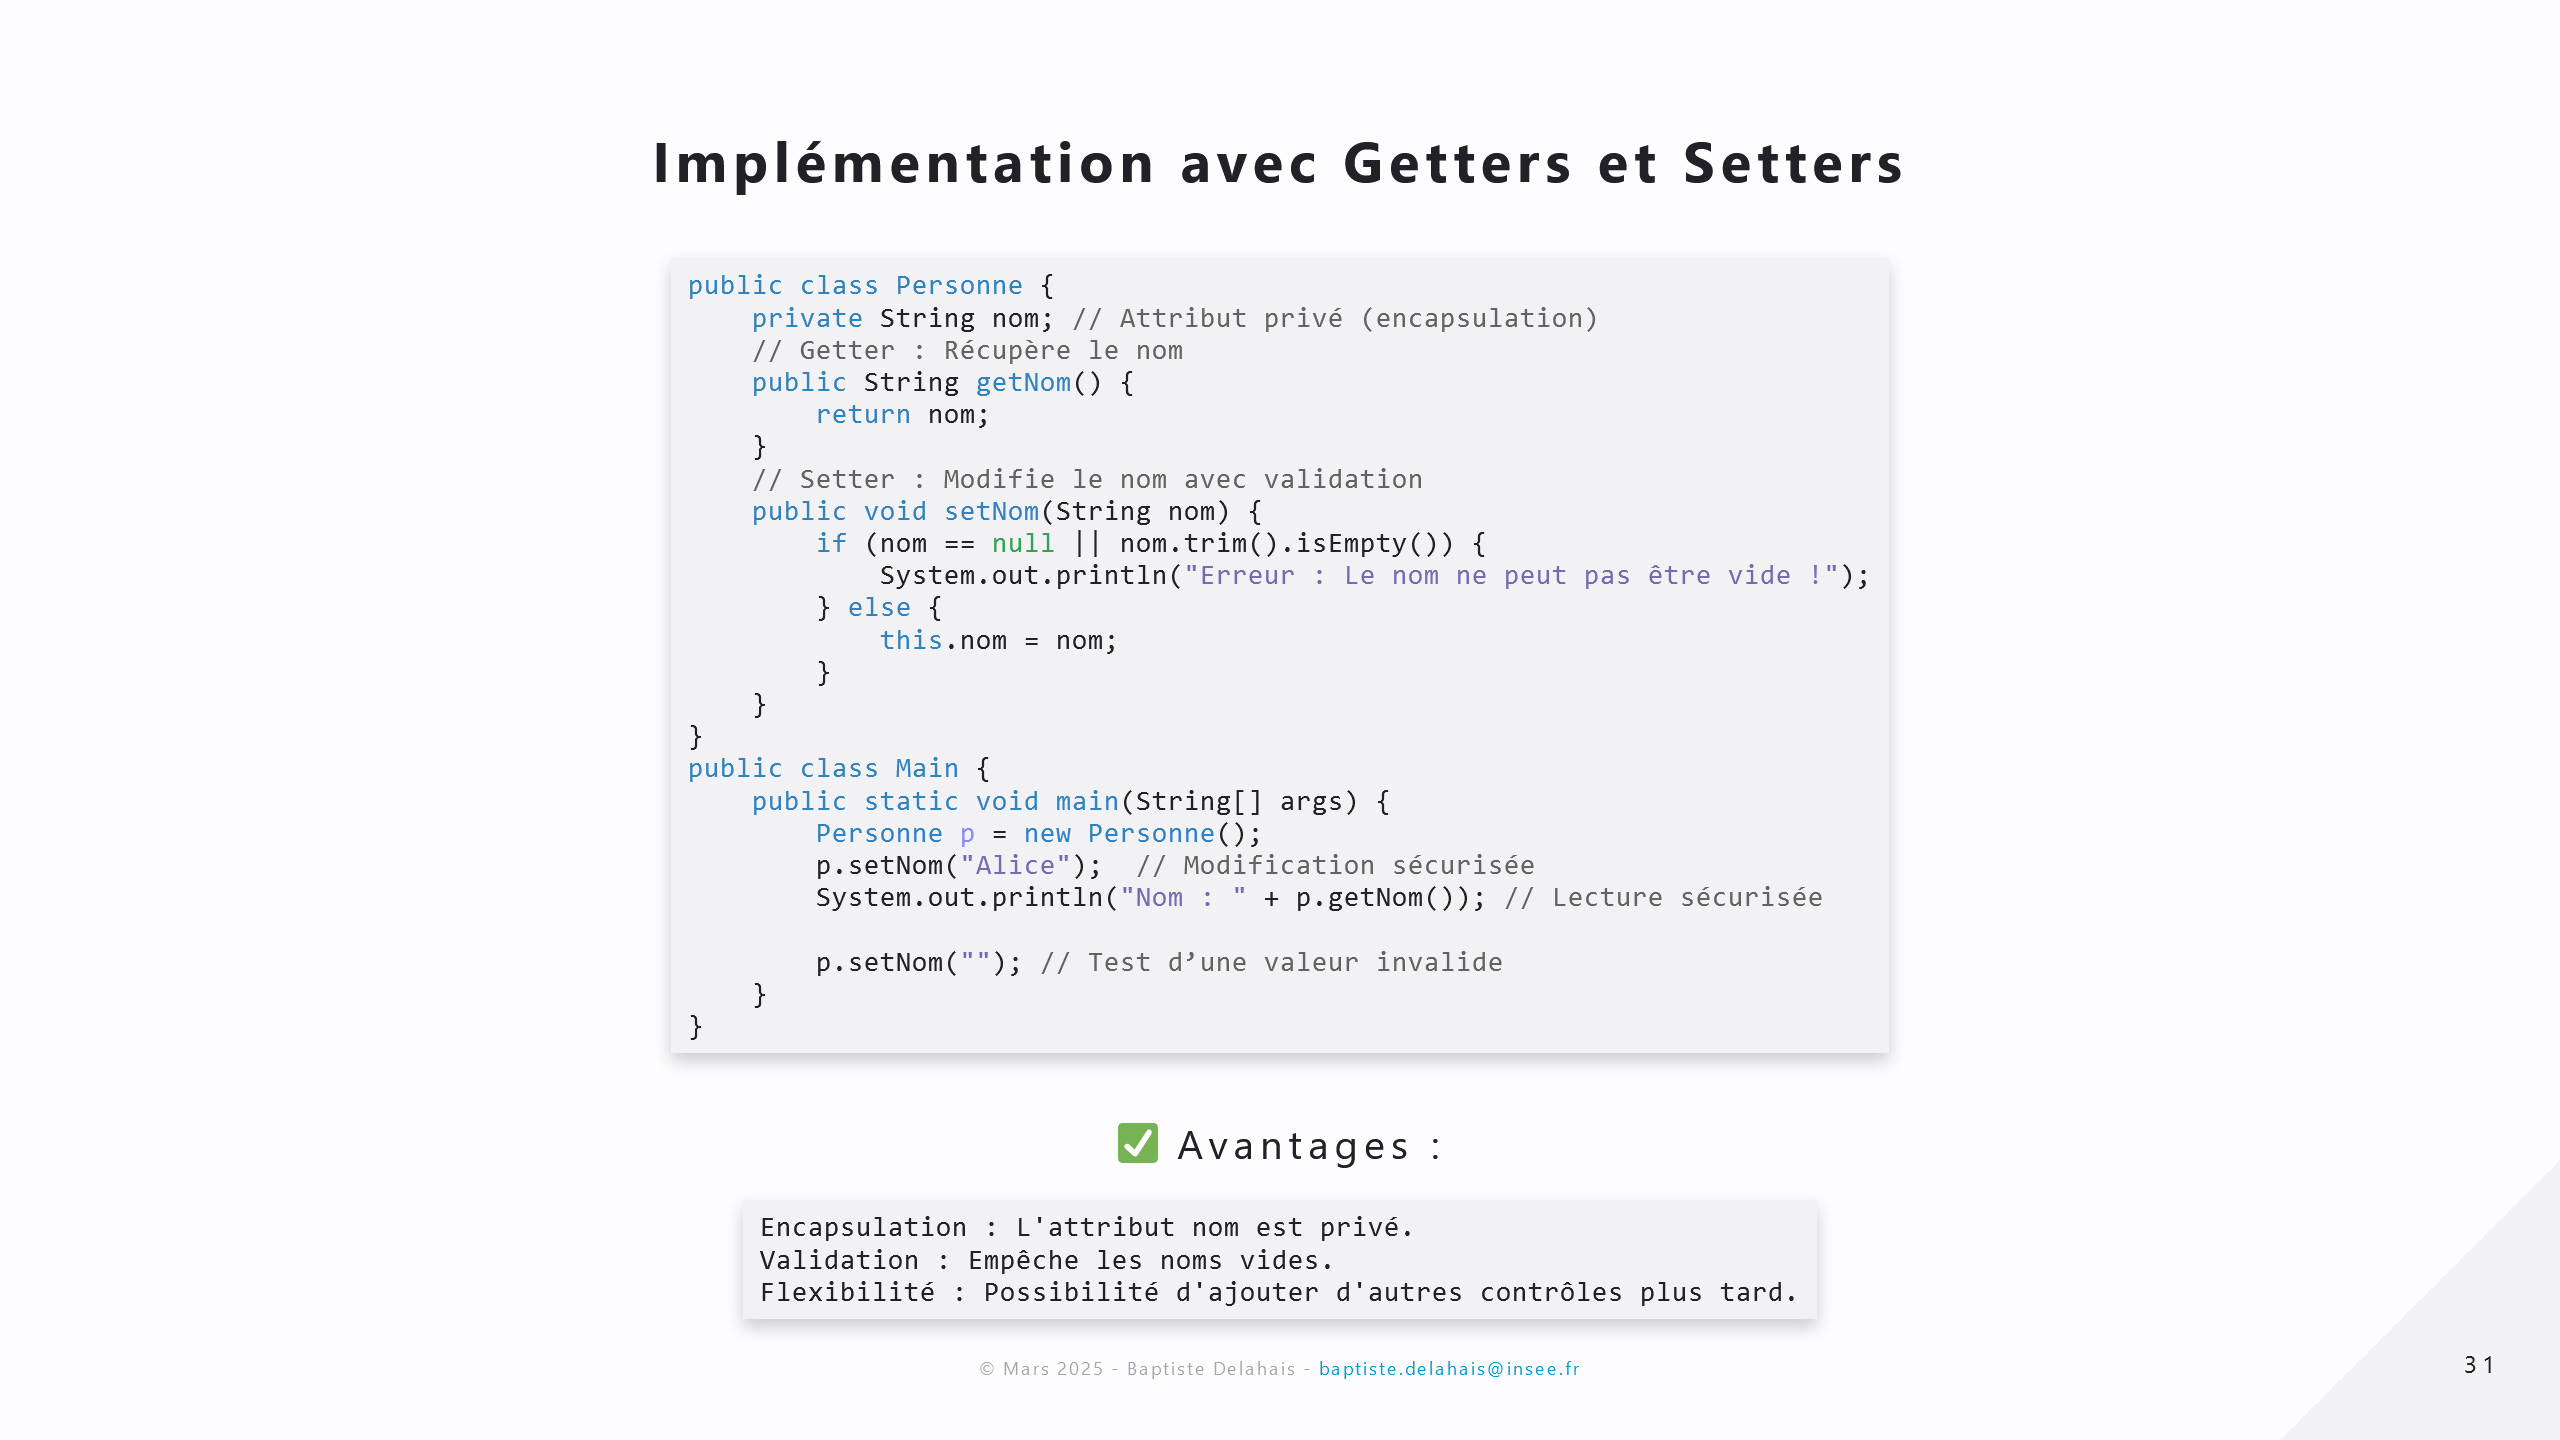 Implémentation avec Getters et Setters
public class Personne {
    private String nom; // Attribut privé (encapsulation)
    // Getter : Récupère le nom
    public String getNom() {
        return nom;
    }
    // Setter : Modifie le nom avec validation
    public void setNom(String nom) {
        if (nom == null || nom.trim().isEmpty()) {
            System.out.println("Erreur : Le nom ne peut pas être vide !");
        } else {
            this.nom = nom;
        }
    }
}
public class Main {
    public static void main(String[] args) {
        Personne p = new Personne();
        p.setNom("Alice");  // Modification sécurisée
        System.out.println("Nom : " + p.getNom()); // Lecture sécurisée

        p.setNom(""); // Test d’une valeur invalide
    }
}
✅ Avantages :
Encapsulation : L'attribut nom est privé.
Validation : Empêche les noms vides.
Flexibilité : Possibilité d'ajouter d'autres contrôles plus tard.
© Mars 2025 - Baptiste Delahais - baptiste.delahais@insee.fr
31